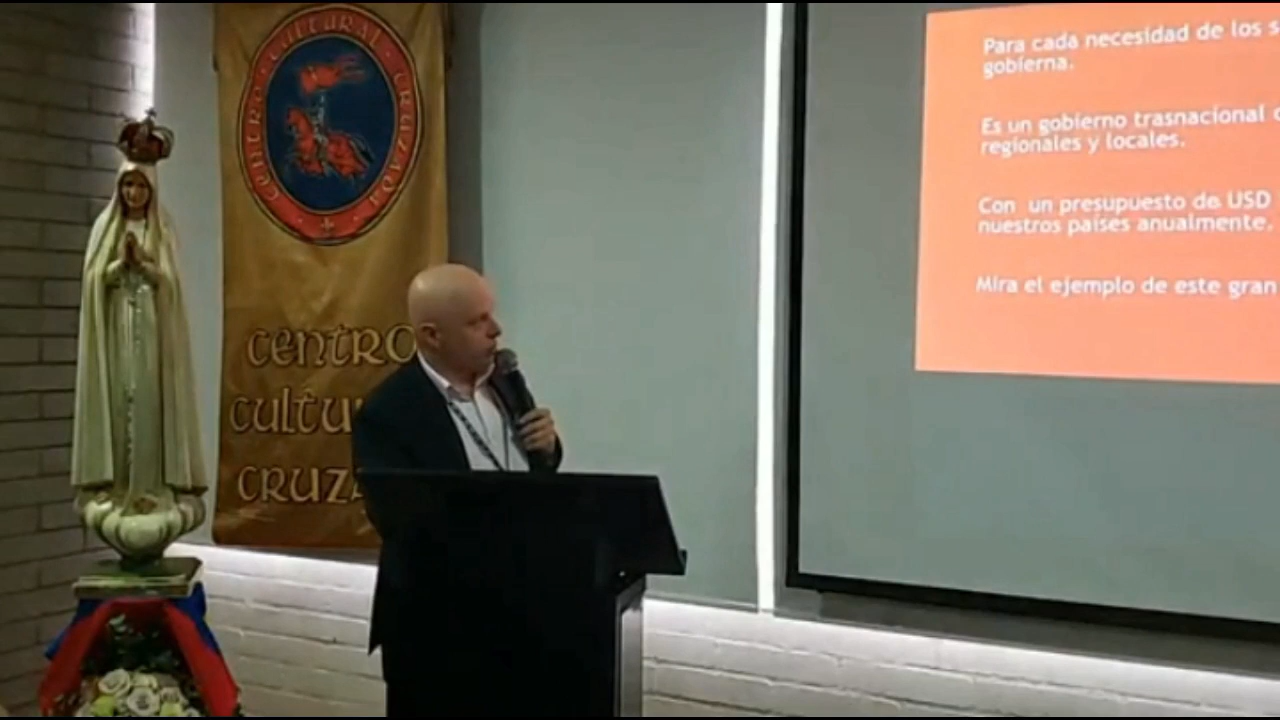 CENTRO CULTURAL CRUZADA
CENTRO
CULTU
CRUZA
Para cada necesidad de los s
gobierna.
Es un gobierno trasnacional
regionales y locales.
Con un presupuesto de USD
nuestros países anualmente.
Mira el ejemplo de este gran